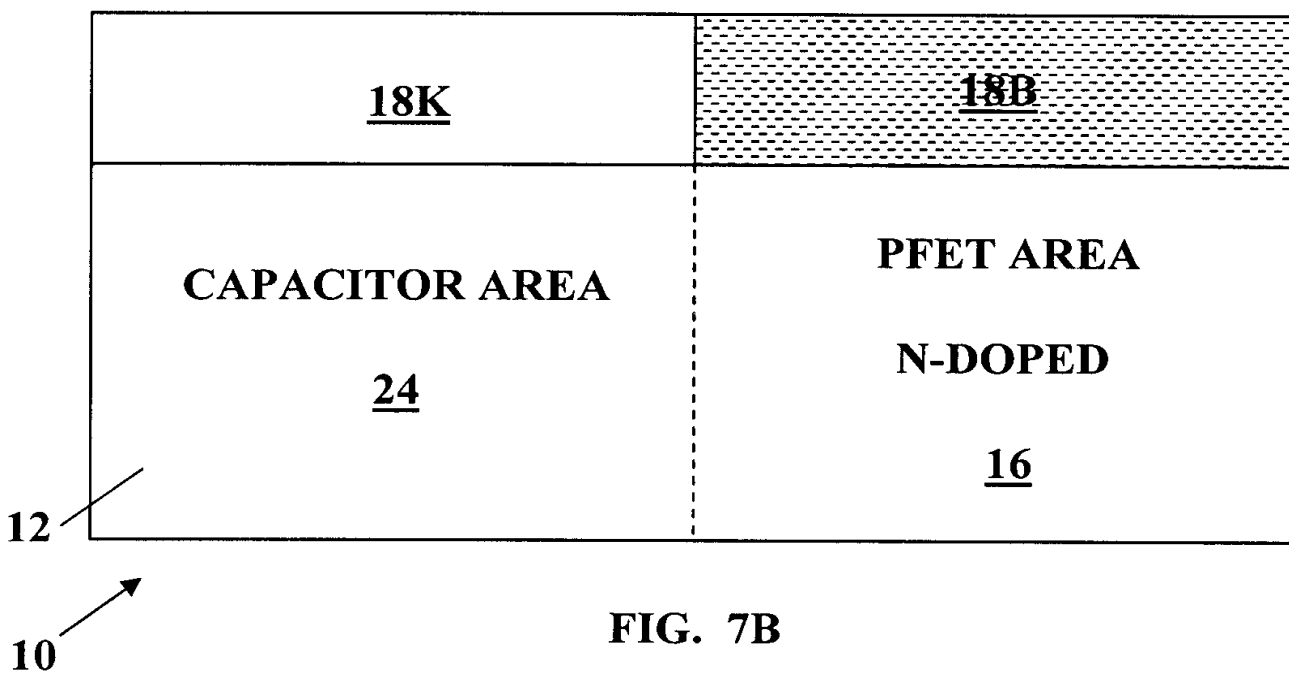 18K
18B
CAPACITOR AREA
24
PFET AREA
N-DOPED
16
12
10
FIG. 7B